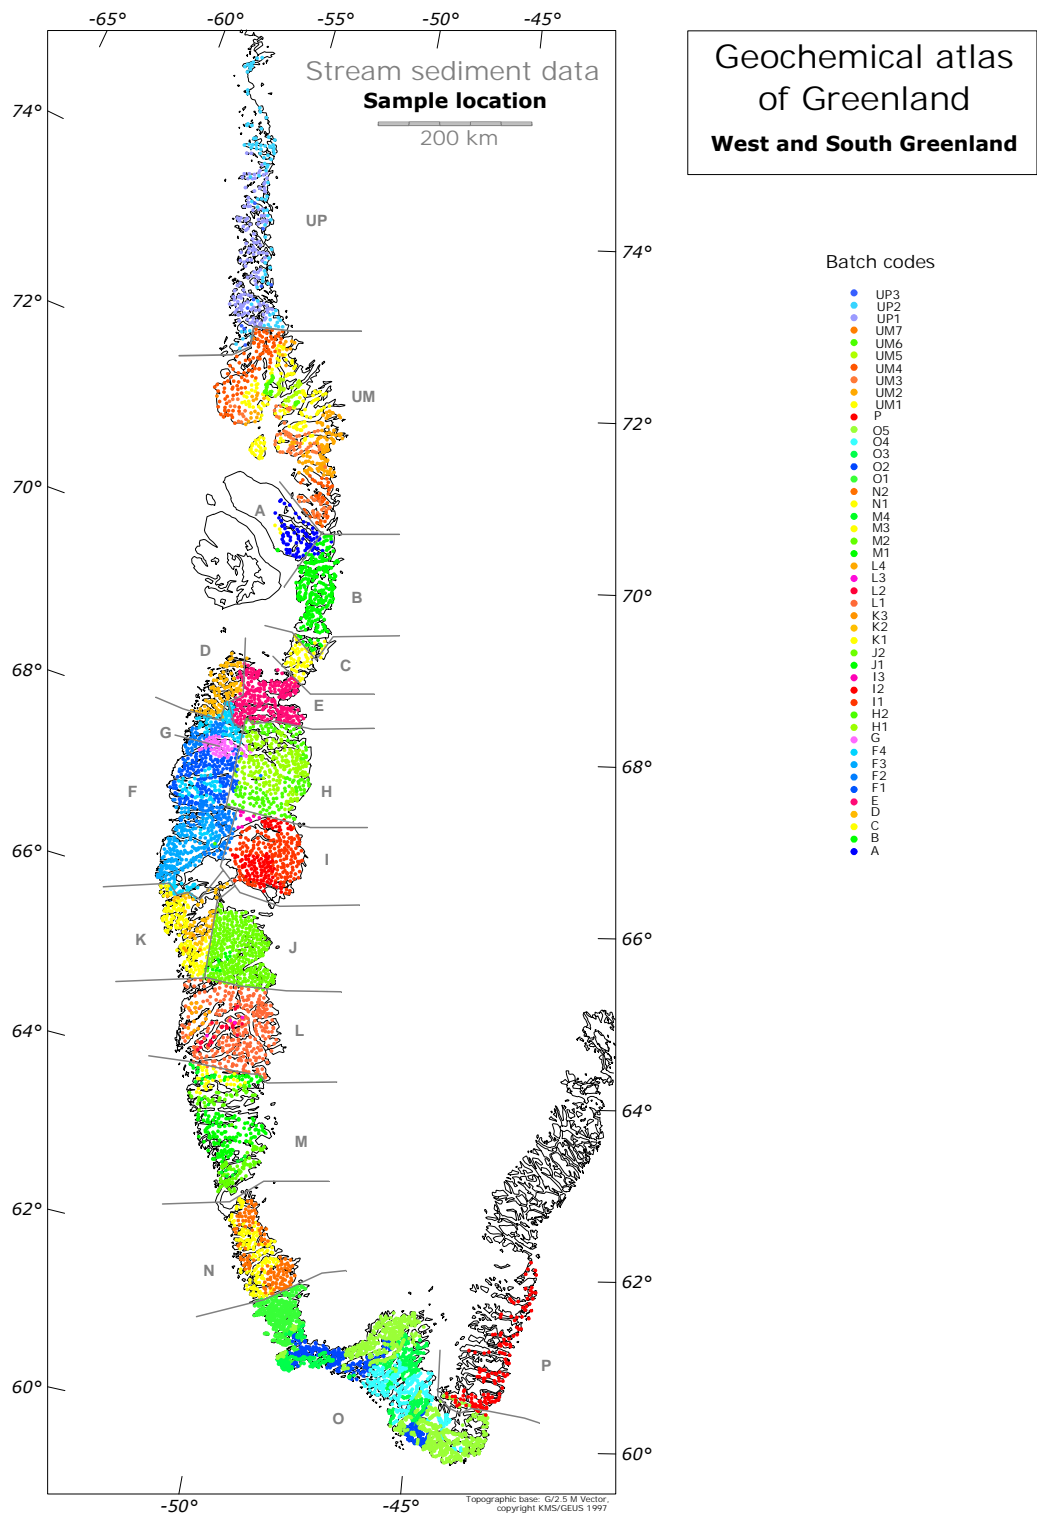 -65°
-60°
-55°
-50°
-45°
Stream sediment data
Sample location
200 km
Geochemical atlas
of Greenland
West and South Greenland
74°
72°
70°
68°
66°
64°
62°
60°
74°
72°
70°
68°
66°
64°
62°
60°
UP
UM
A
B
C
D
E
G
F
H
I
K
J
L
M
N
O
P
Batch codes
UP3
UP2
UP1
UM7
UM6
UM5
UM4
UM3
UM2
UM1
P
O5
O4
O3
O2
O1
N2
N1
M4
M3
M2
M1
L4
L3
L2
L1
K3
K2
K1
J2
J1
I3
I2
I1
H2
H1
G
F4
F3
F2
F1
E
D
C
B
A
Topographic base: G/2.5 M Vector,
copyright KMS/GEUS 1997
-50°
-45°